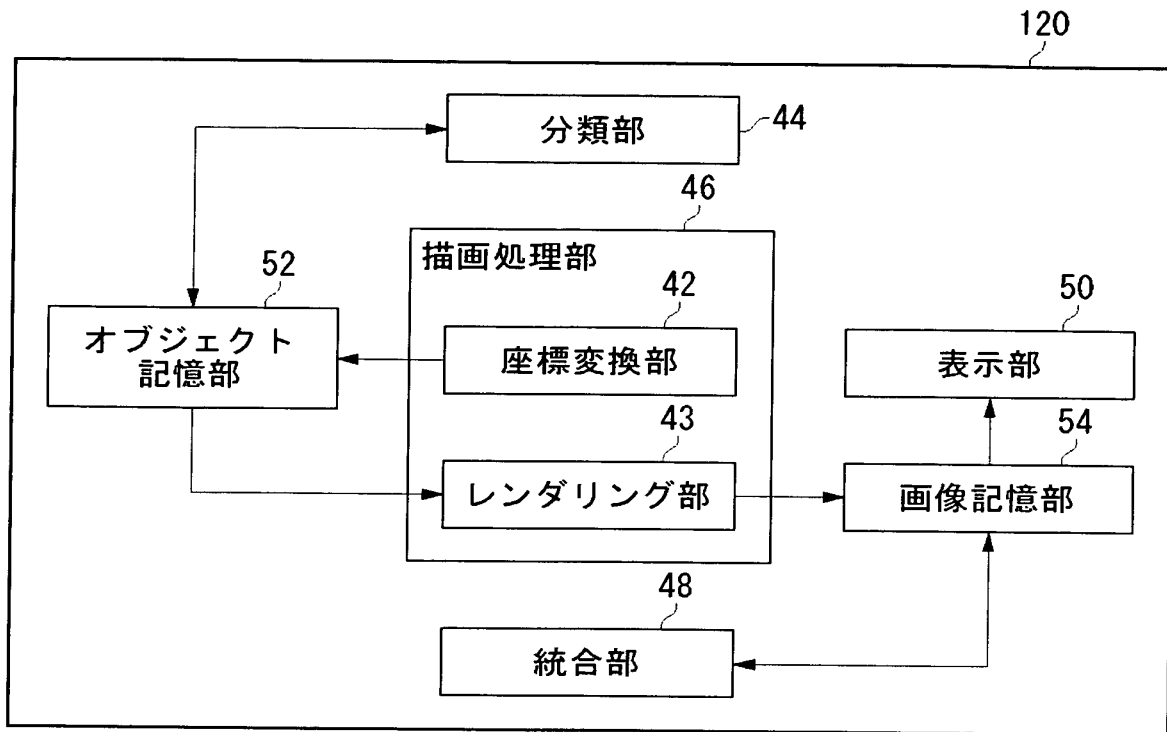 120
分類部
44
46
描画処理部
52
42
50
オブジェクト
記憶部
座標変換部
表示部
43
54
レンダリング部
画像記憶部
48
統合部